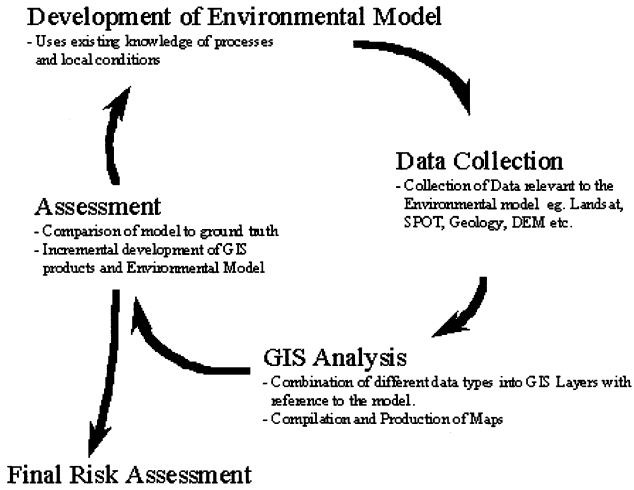 Development of Environmental Model
- Uses existing knowledge of processes
and local conditions
Data Collection
- Collection of Data relevant to the
Environmental model eg. Landsat,
SPOT, Geology, DEM etc.
Assessment
- Comparison of model to ground truth
- Incremental development of GIS
products and Environmental Model
GIS Analysis
- Combination of different data types into GIS Layers with
reference to the model.
- Compilation and Production of Maps
Final Risk Assessment